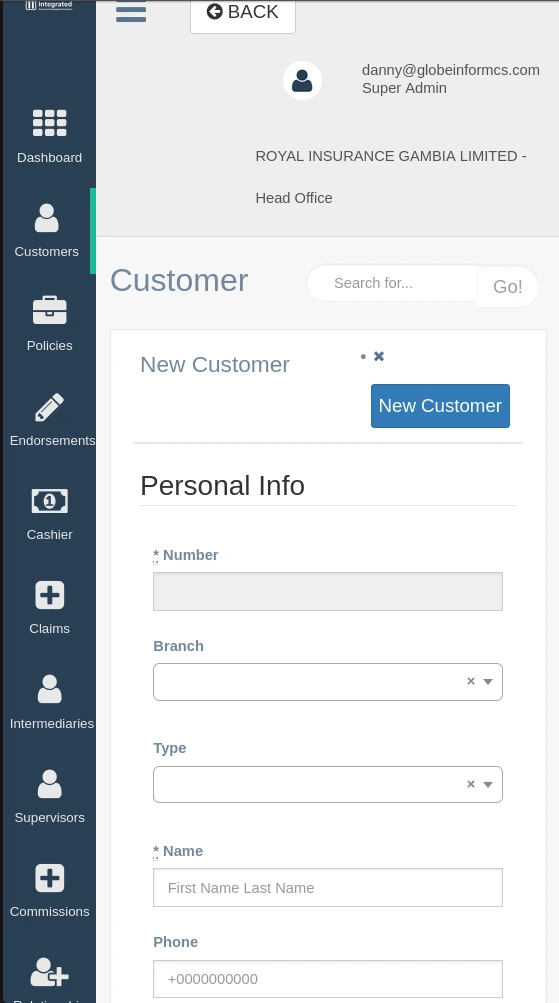 Integrated
BACK
danny@globeinformcs.com
Super Admin
ROYAL INSURANCE GAMBIA LIMITED -
Head Office
Dashboard
Customers
Policies
Endorsements
Cashier
Claims
Intermediaries
Supervisors
Commissions
Customer
Search for...
Go!
New Customer
New Customer
Personal Info
* Number
Branch
×
Type
×
* Name
First Name Last Name
Phone
+0000000000